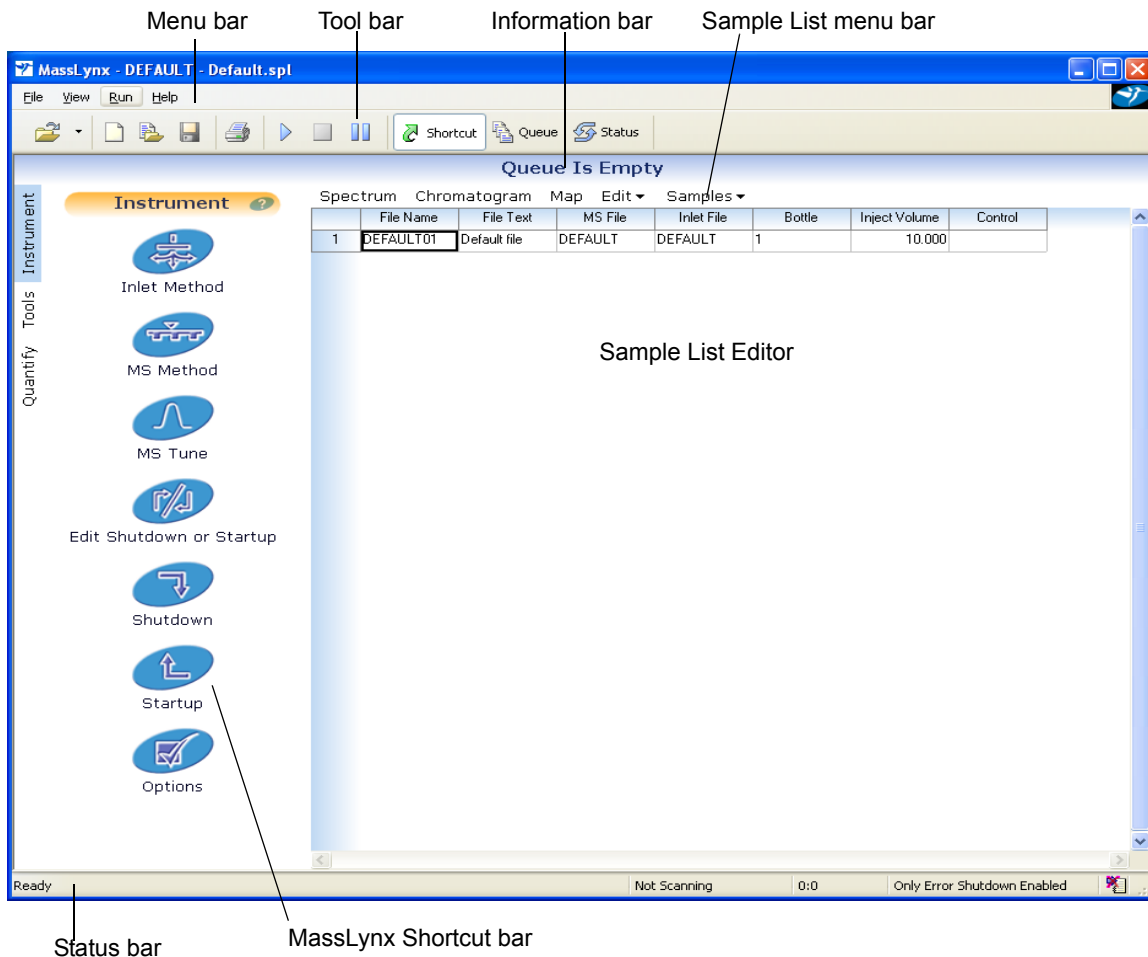 Menu bar Tool bar Information bar Sample List menu bar
MassLynx - DEFAULT - Default.spl
File View Run Help
Shortcut Queue Status
Queue Is Empty
Instrument
Tools
Quantify
Instrument ?
Inlet Method
MS Method
MS Tune
Edit Shutdown or Startup
Shutdown
Startup
Options
Spectrum Chromatogram Map Edit Samples
File Name File Text MS File Inlet File Bottle Inject Volume Control
1 DEFAULT01 Default file DEFAULT DEFAULT 1 10.000
Sample List Editor
Ready Not Scanning 0:0 Only Error Shutdown Enabled
Status bar MassLynx Shortcut bar